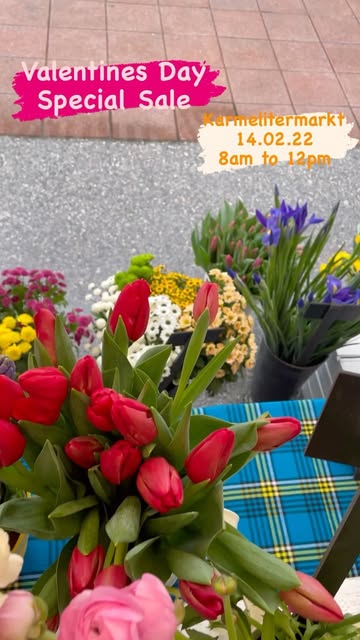 Valentines Day
Special Sale
Karmelitermarkt
14.02.22
8am to 12pm